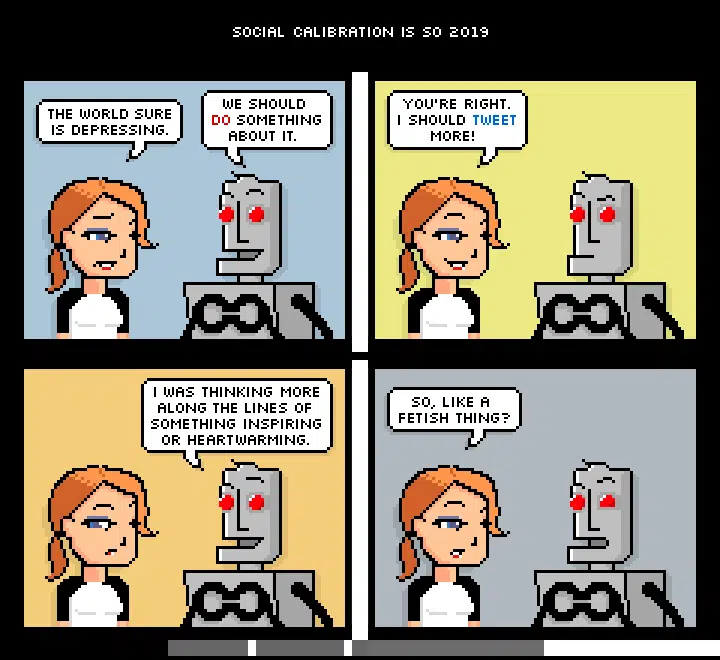 SOCIAL CALIBRATION IS SO 2019
THE WORLD SURE
IS DEPRESSING.
WE SHOULD
DO SOMETHING
ABOUT IT.
YOU'RE RIGHT.
I SHOULD TWEET
MORE!
I WAS THINKING MORE
ALONG THE LINES OF
SOMETHING INSPIRING
OR HEARTWARMING.
SO, LIKE A
FETISH THING?